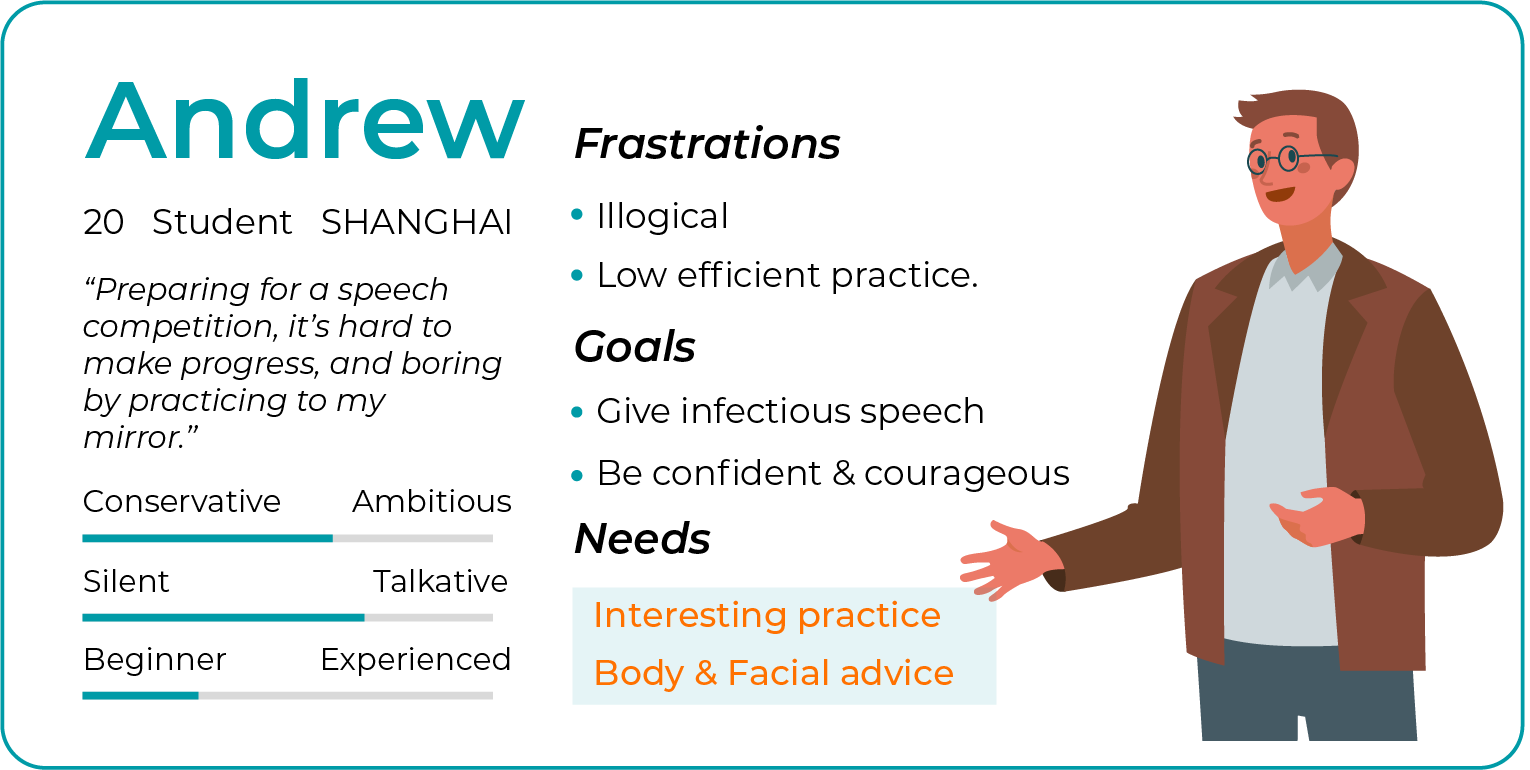 Andrew
20 Student SHANGHAI
“Preparing for a speech
competition, it’s hard to
make progress, and boring
by practicing to my
mirror.”
Conservative Ambitious
Silent Talkative
Beginner Experienced
Frastrations
• Illogical
• Low efficient practice.
Goals
• Give infectious speech
• Be confident & courageous
Needs
Interesting practice
Body & Facial advice